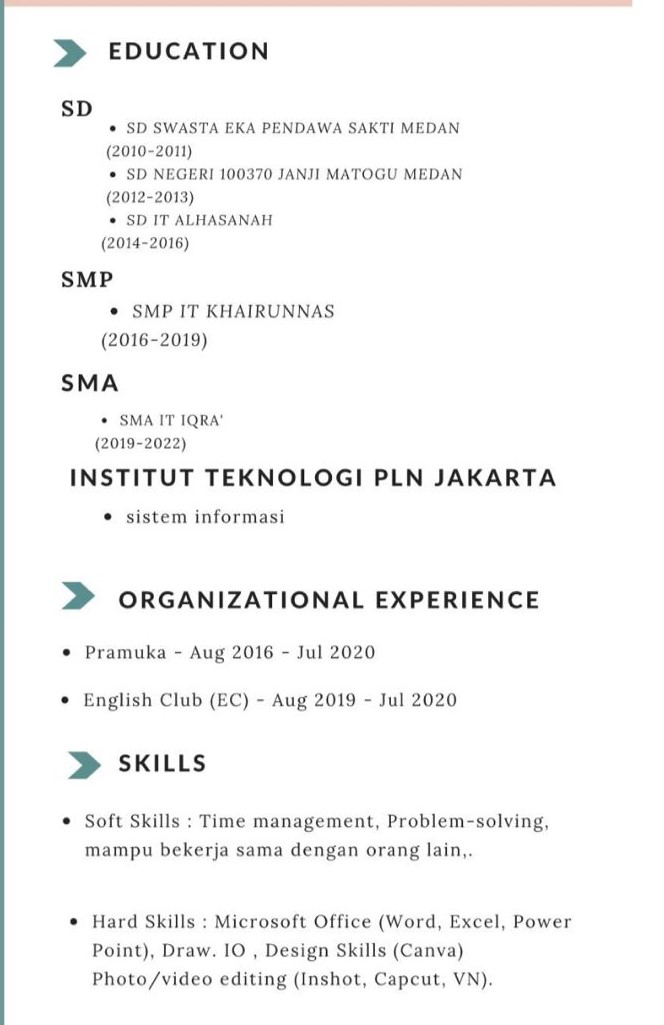 EDUCATION
SD
• SD SWASTA EKA PENDAWA SAKTI MEDAN
(2010-2011)
• SD NEGERI 100370 JANJI MATOGU MEDAN
(2012-2013)
• SD IT ALHASANAH
(2014-2016)
SMP
• SMP IT KHAIRUNNAS
(2016-2019)
SMA
• SMA IT IQRA'
(2019-2022)
INSTITUT TEKNOLOGI PLN JAKARTA
• sistem informasi
ORGANIZATIONAL EXPERIENCE
• Pramuka - Aug 2016 - Jul 2020
• English Club (EC) - Aug 2019 - Jul 2020
SKILLS
• Soft Skills : Time management, Problem-solving,
mampu bekerja sama dengan orang lain,.
• Hard Skills : Microsoft Office (Word, Excel, Power
Point), Draw. IO , Design Skills (Canva)
Photo/video editing (Inshot, Capcut, VN).